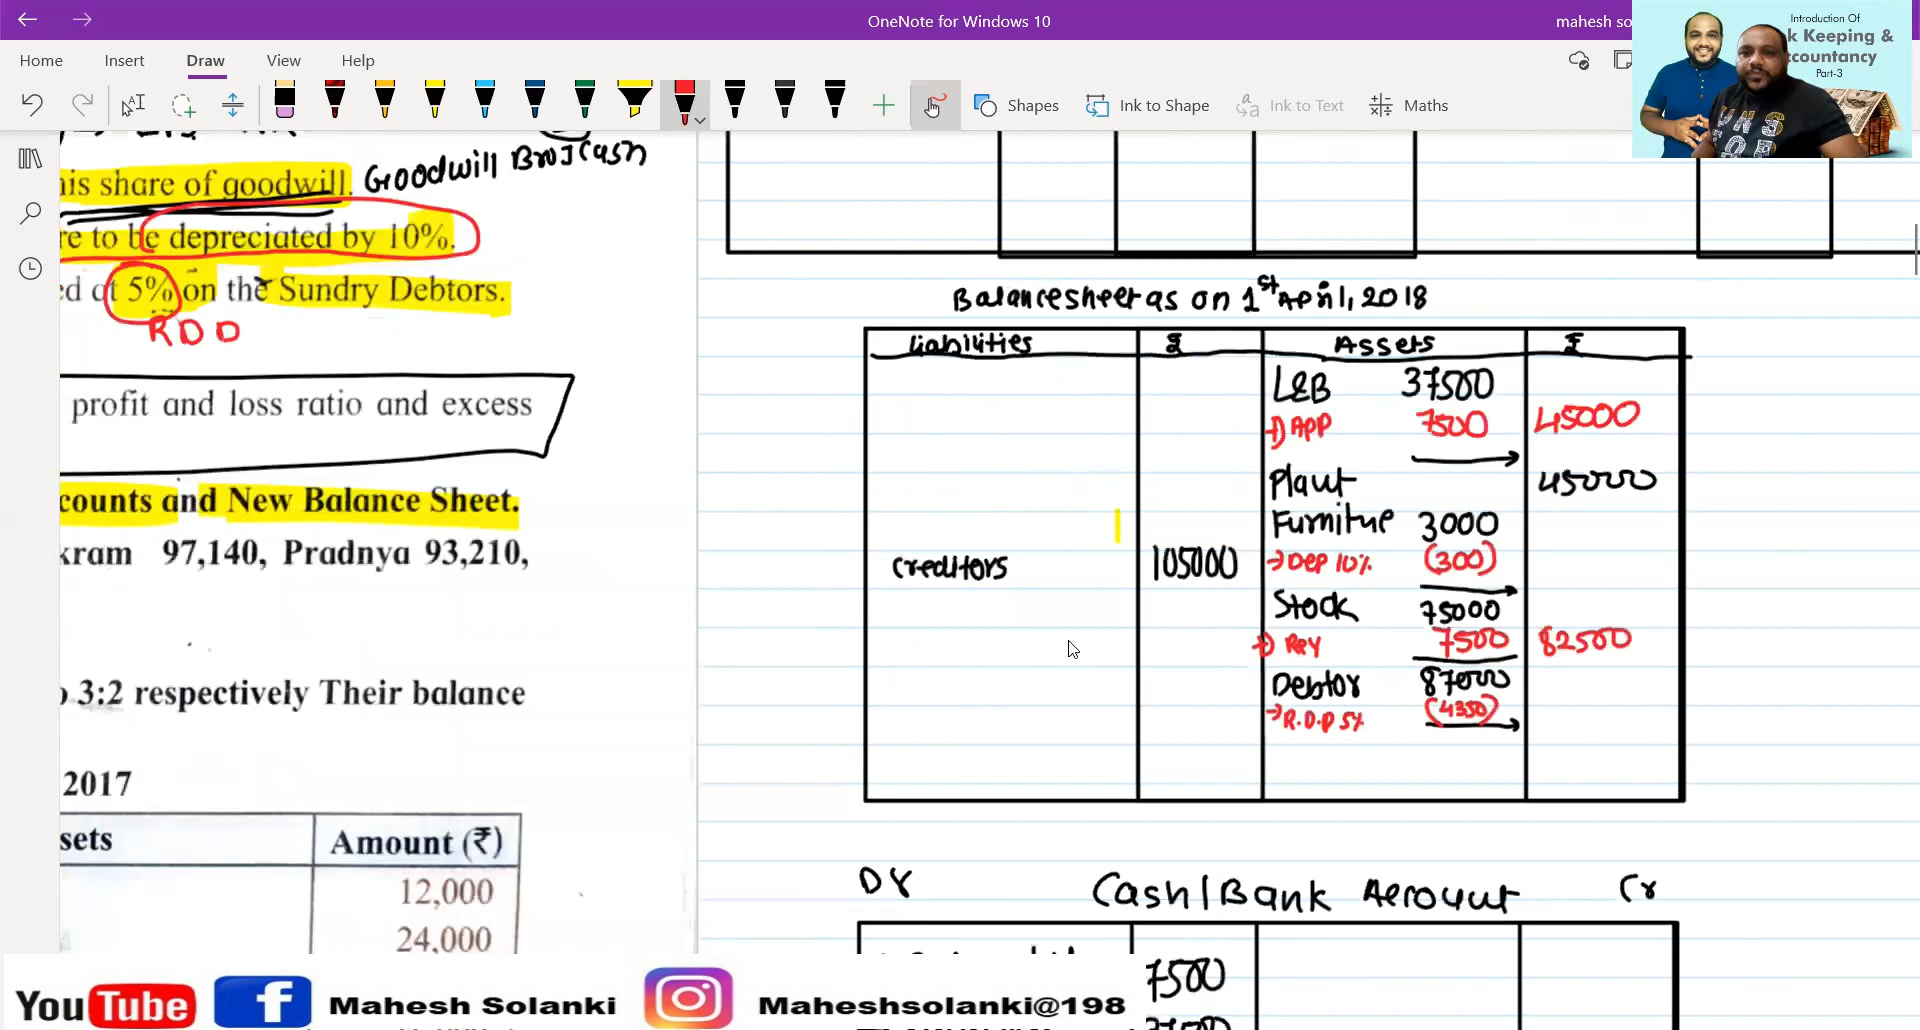 OneNote for Windows 10
mahesh so
Home Insert Draw View Help
Shapes Ink to Shape Ink to Text Maths
Introduction Of
k Keeping &
ccountancy
Part-3
his share of goodwill. Goodwill Bro I Cash
re to be depreciated by 10%.
ed at 5% on the Sundry Debtors.
R D D
profit and loss ratio and excess
counts and New Balance Sheet.
kram 97,140, Pradnya 93,210,
3:2 respectively Their balance
2017
sets Amount (₹)
12,000
24,000
Balancesheet as on 1st April, 2018
Liabilities ₹ Assets ₹
L&B 37500
+) APP 7500 45000
Plant 45000
Furniture 3000
creditors 105000 -) Dep 10% (300)
Stock 75000
+) Rev 7500 82500
Debtor 87000
-) R.D.D 5% (4350)
Dr Cash/Bank Account Cr
7500
37500
YouTube
f Mahesh Solanki
Maheshsolanki@198